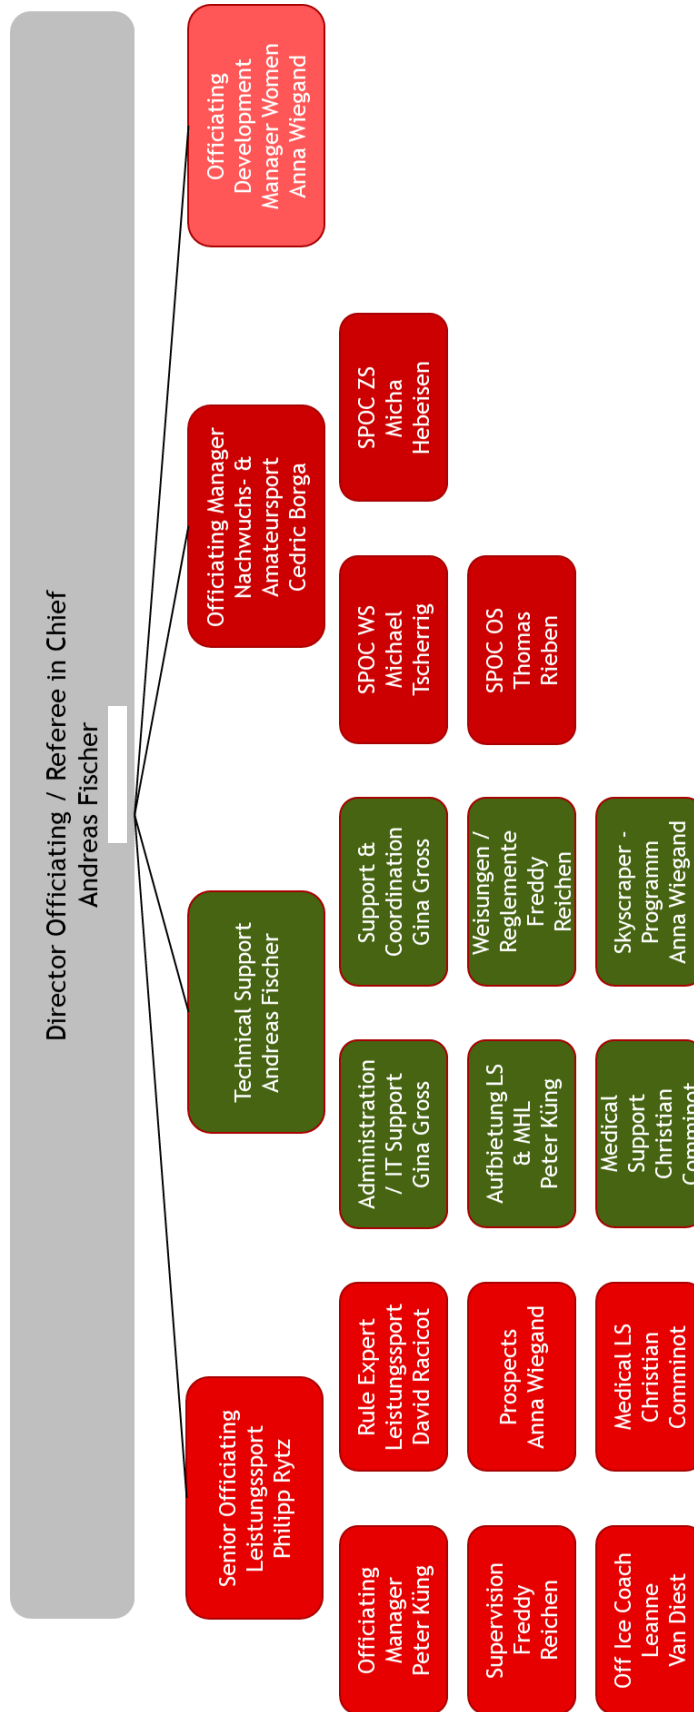 Director Officiating / Referee in Chief
Andreas Fischer
Senior Officiating
Leistungssport
Philipp Rytz
Technical Support
Andreas Fischer
Officiating Manager
Nachwuchs- &
Amateursport
Cedric Borga
Officiating
Development
Manager Women
Anna Wiegand
Officiating
Manager
Peter Küng
Rule Expert
Leistungssport
David Racicot
Administration
/ IT Support
Gina Gross
Support &
Coordination
Gina Gross
SPOC WS
Michael
Tscherrig
SPOC ZS
Micha
Hebeisen
Supervision
Freddy
Reichen
Prospects
Anna Wiegand
Aufbietung LS
& MHL
Peter Küng
Weisungen /
Reglemente
Freddy
Reichen
SPOC OS
Thomas
Rieben
Off Ice Coach
Leanne
Van Diest
Medical LS
Christian
Comminot
Medical
Support
Christian
Comminot
Skyscraper -
Programm
Anna Wiegand